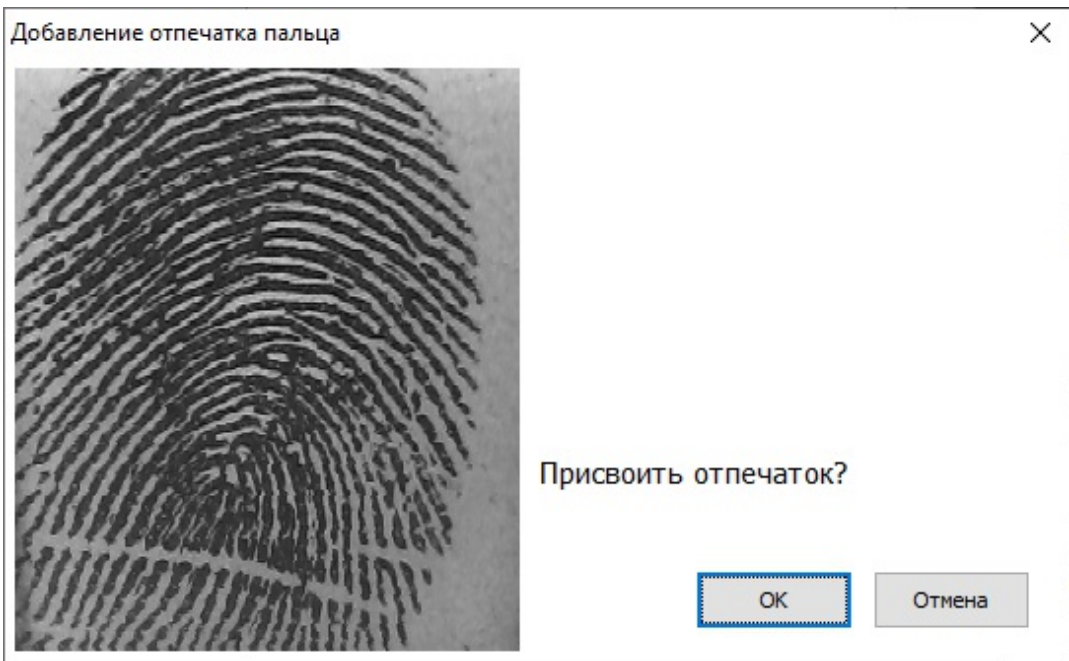 Добавление отпечатка пальца
Присвоить отпечаток?
OK
Отмена